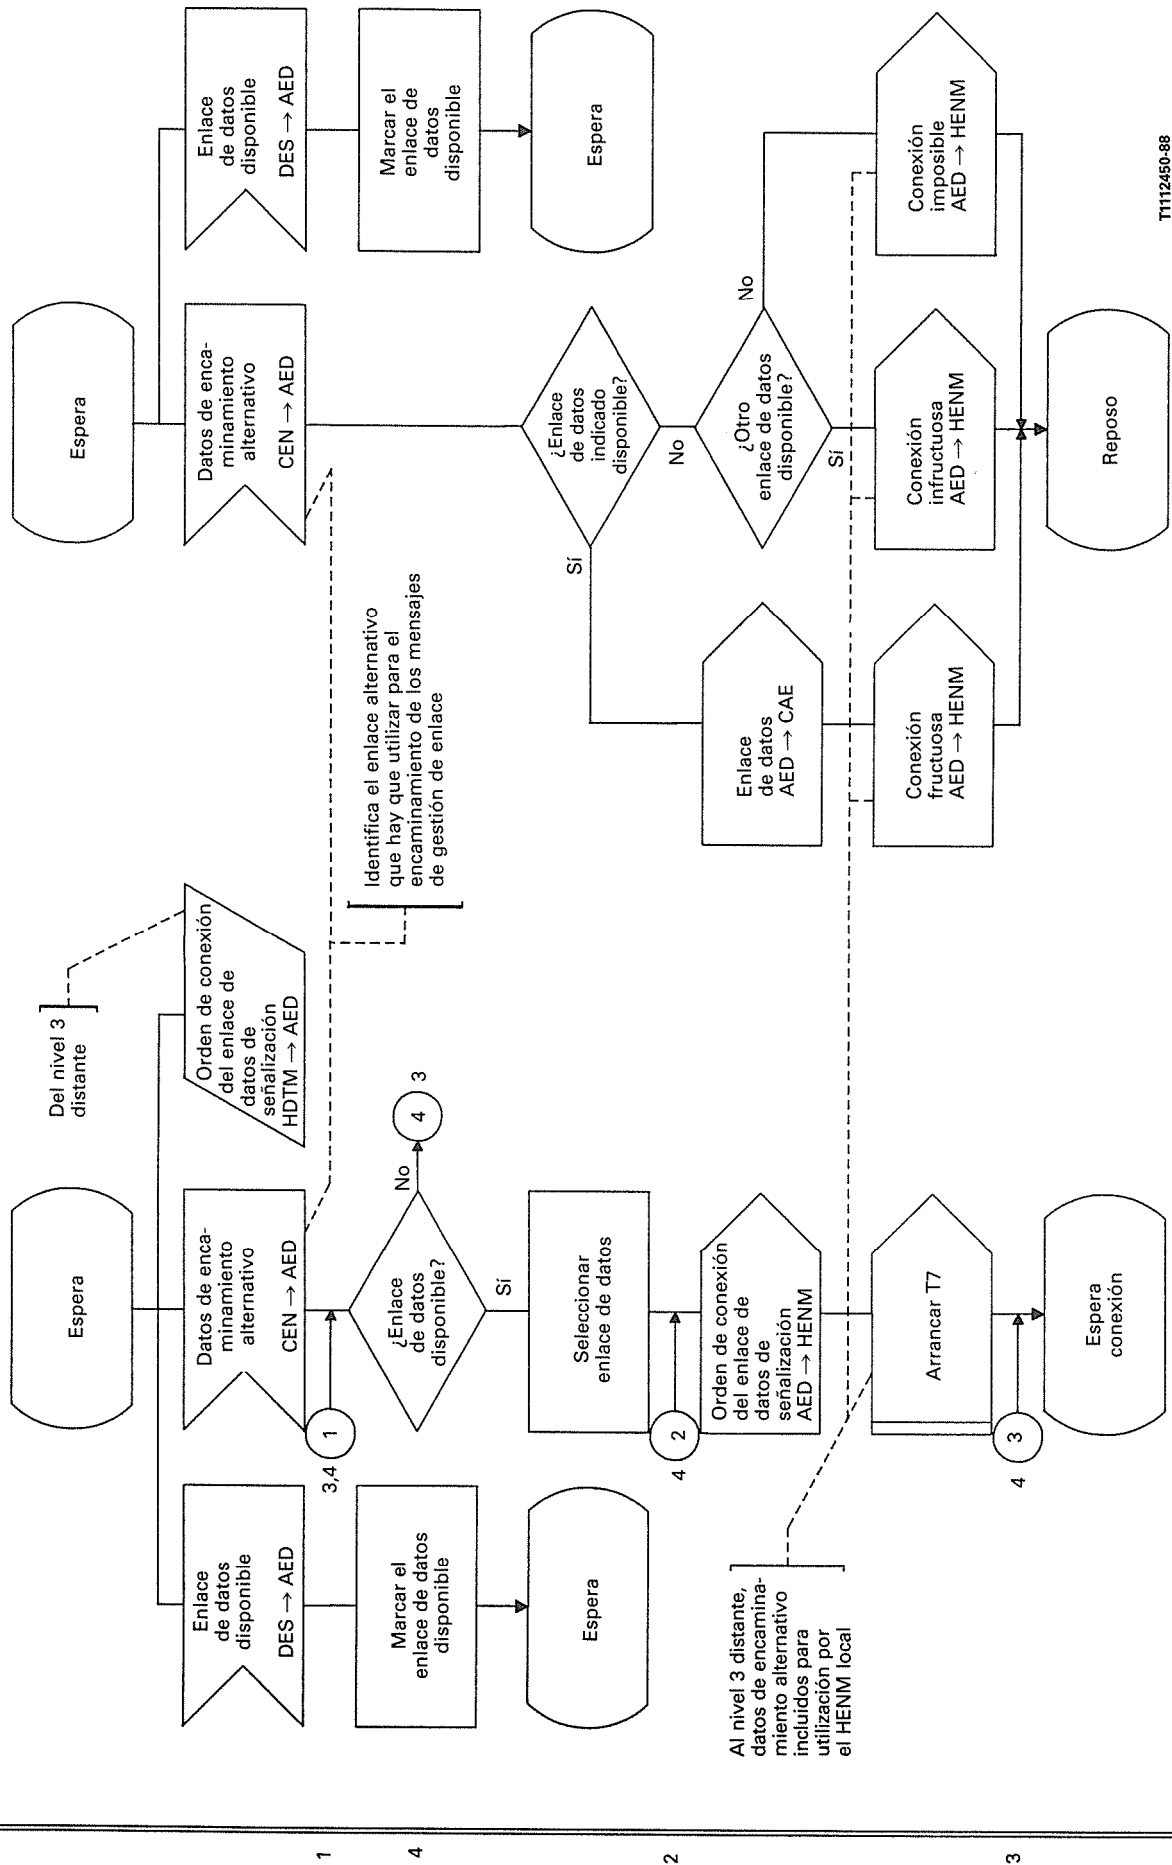 Espera
Enlace
de datos
disponible
DES → AED
Marcar el
enlace de datos
disponible
Espera
Datos de enca-
minamiento
alternativo
CEN → AED
1
3,4
¿Enlace
de datos
disponible?
No
4
3
Sí
Seleccionar
enlace de datos
2
4
Orden de conexión
del enlace de
datos de
señalización
AED → HENM
Arrancar T7
3
4
Espera
conexión
Al nivel 3 distante,
datos de encamina-
miento alternativo
incluidos para
utilización por
el HENM local
Del nivel 3
distante
Orden de conexión
del enlace de
datos de
señalización
HDTM → AED
Identifica el enlace alternativo
que hay que utilizar para el
encaminamiento de los mensajes
de gestión de enlace
Espera
Datos de enca-
minamiento
alternativo
CEN → AED
Enlace
de datos
disponible
DES → AED
Marcar el
enlace de
datos
disponible
Espera
¿Enlace
de datos
indicado
disponible?
Sí
No
¿Otro
enlace de datos
disponible?
No
Sí
Enlace
de datos
AED → CAE
Conexión
fructuosa
AED → HENM
Conexión
infructuosa
AED → HENM
Conexión
imposible
AED → HENM
Reposo
T1112450-88
1
4
2
3